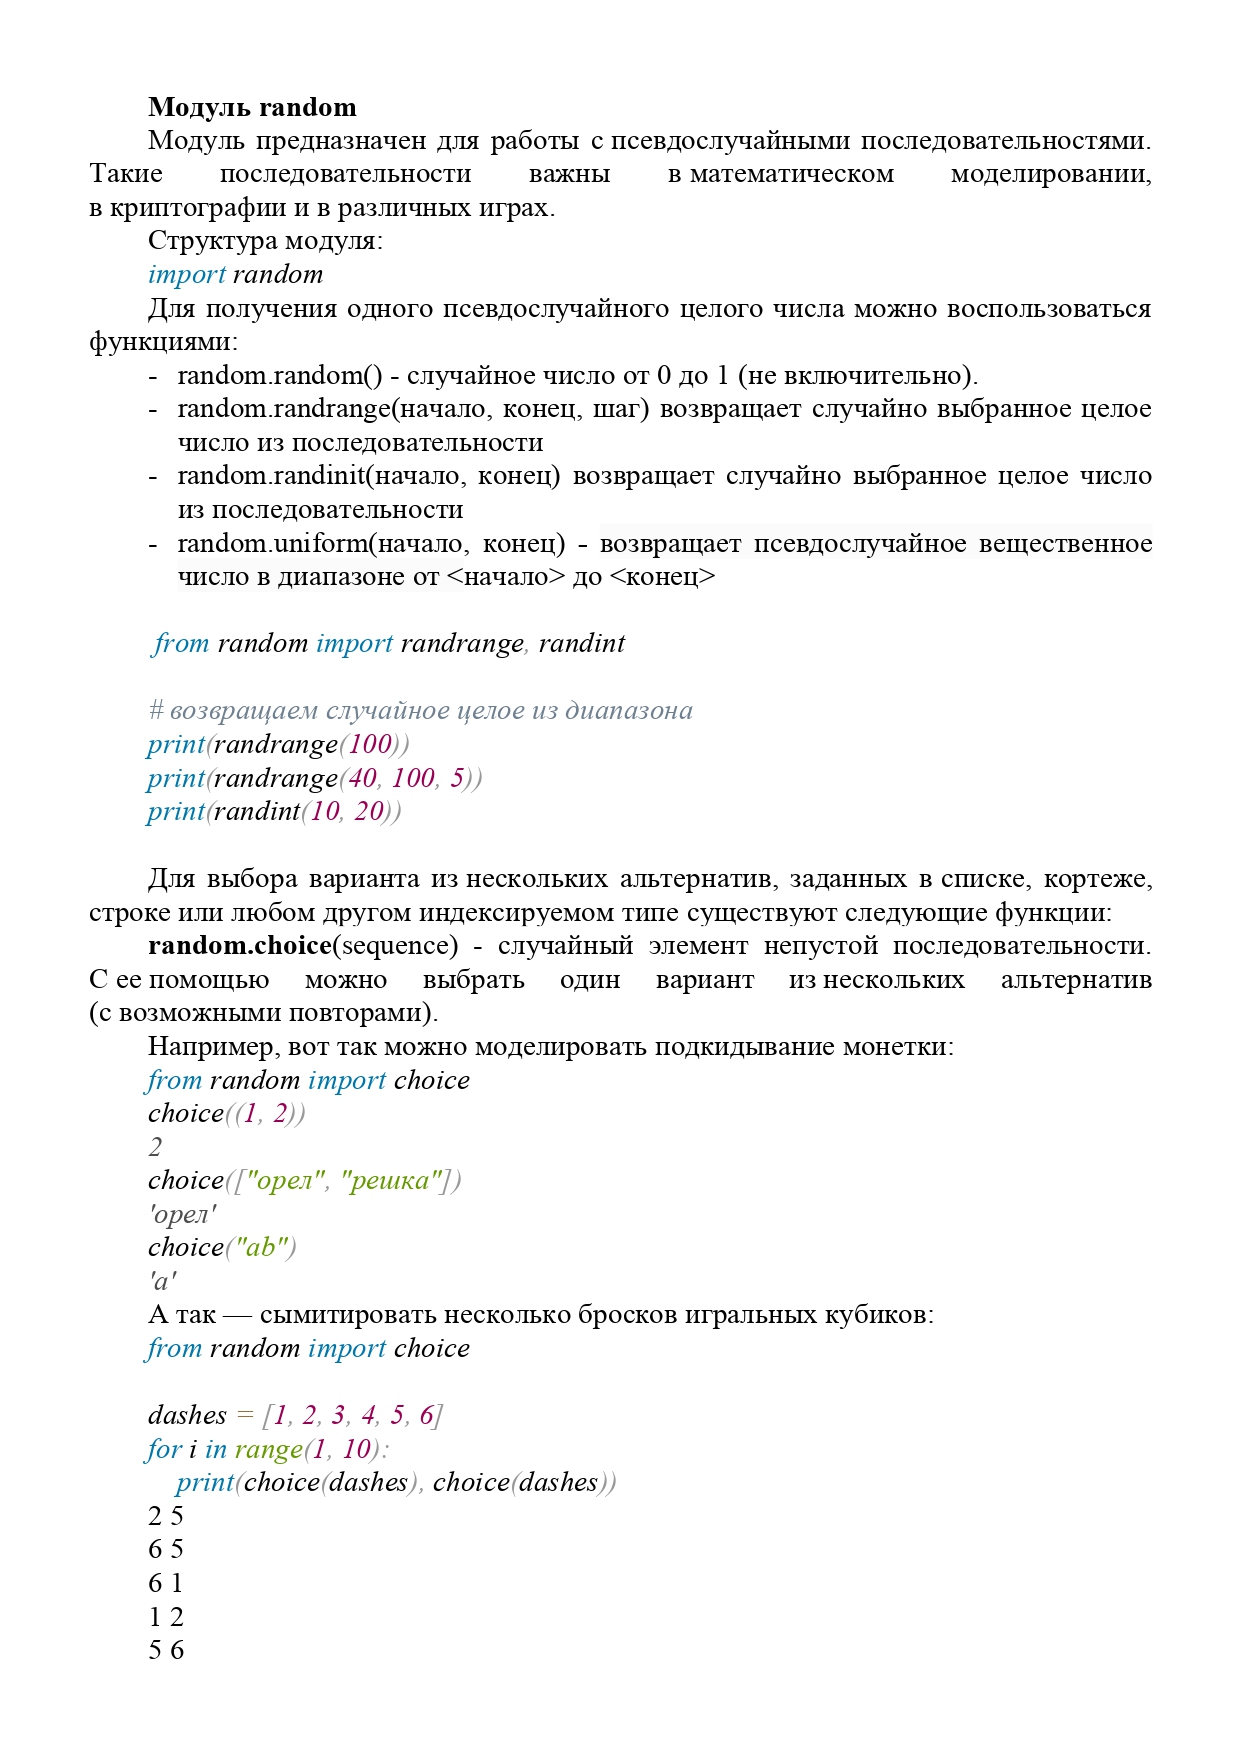 Модуль random
Модуль предназначен для работы с псевдослучайными последовательностями.
Такие последовательности важны в математическом моделировании,
в криптографии и в различных играх.
Структура модуля:
import random
Для получения одного псевдослучайного целого числа можно воспользоваться
функциями:
- random.random() - случайное число от 0 до 1 (не включительно).
- random.randrange(начало, конец, шаг) возвращает случайно выбранное целое
число из последовательности
- random.randinit(начало, конец) возвращает случайно выбранное целое число
из последовательности
- random.uniform(начало, конец) - возвращает псевдослучайное вещественное
число в диапазоне от <начало> до <конец>
from random import randrange, randint
# возвращаем случайное целое из диапазона
print(randrange(100))
print(randrange(40, 100, 5))
print(randint(10, 20))
Для выбора варианта из нескольких альтернатив, заданных в списке, кортеже,
строке или любом другом индексируемом типе существуют следующие функции:
random.choice(sequence) - случайный элемент непустой последовательности.
С ее помощью можно выбрать один вариант из нескольких альтернатив
(с возможными повторами).
Например, вот так можно моделировать подкидывание монетки:
from random import choice
choice((1, 2))
2
choice(["орел", "решка"])
'орел'
choice("ab")
'a'
А так — сымитировать несколько бросков игральных кубиков:
from random import choice
dashes = [1, 2, 3, 4, 5, 6]
for i in range(1, 10):
print(choice(dashes), choice(dashes))
2 5
6 5
6 1
1 2
5 6